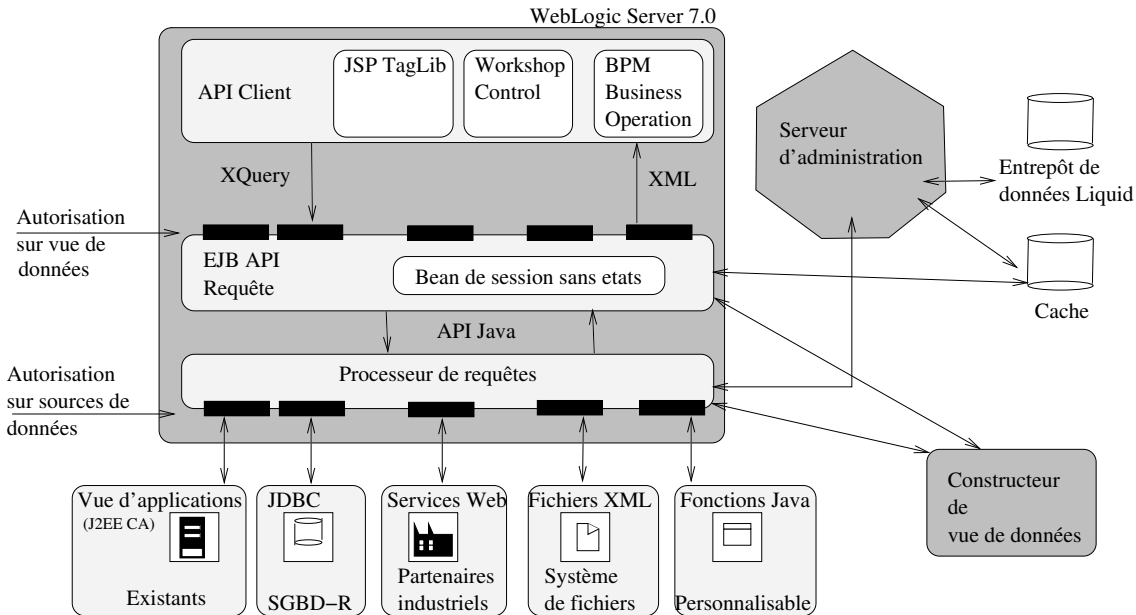 WebLogic Server 7.0
API Client
JSP TagLib
Workshop
Control
BPM
Business
Operation
XQuery
XML
Serveur
d'administration
Entrepôt de
données Liquid
Cache
Autorisation
sur vue de
données
EJB API
Requête
Bean de session sans etats
API Java
Processeur de requêtes
Autorisation
sur sources de
données
Vue d'applications
(J2EE CA)
Existants
JDBC
SGBD−R
Services Web
Partenaires
industriels
Fichiers XML
Système
de fichiers
Fonctions Java
Personnalisable
Constructeur
de
vue de données